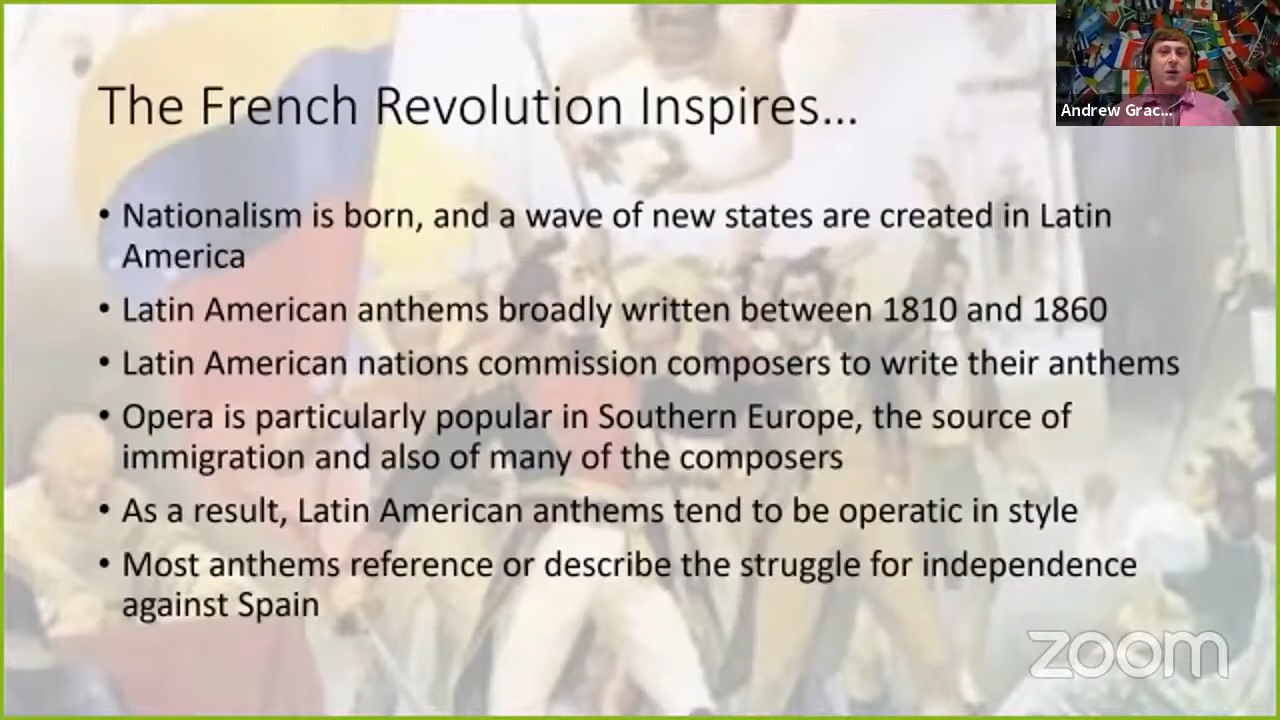 The French Revolution Inspires...
Andrew Grac...
• Nationalism is born, and a wave of new states are created in Latin
America
• Latin American anthems broadly written between 1810 and 1860
• Latin American nations commission composers to write their anthems
• Opera is particularly popular in Southern Europe, the source of
immigration and also of many of the composers
• As a result, Latin American anthems tend to be operatic in style
• Most anthems reference or describe the struggle for independence
against Spain
zoom